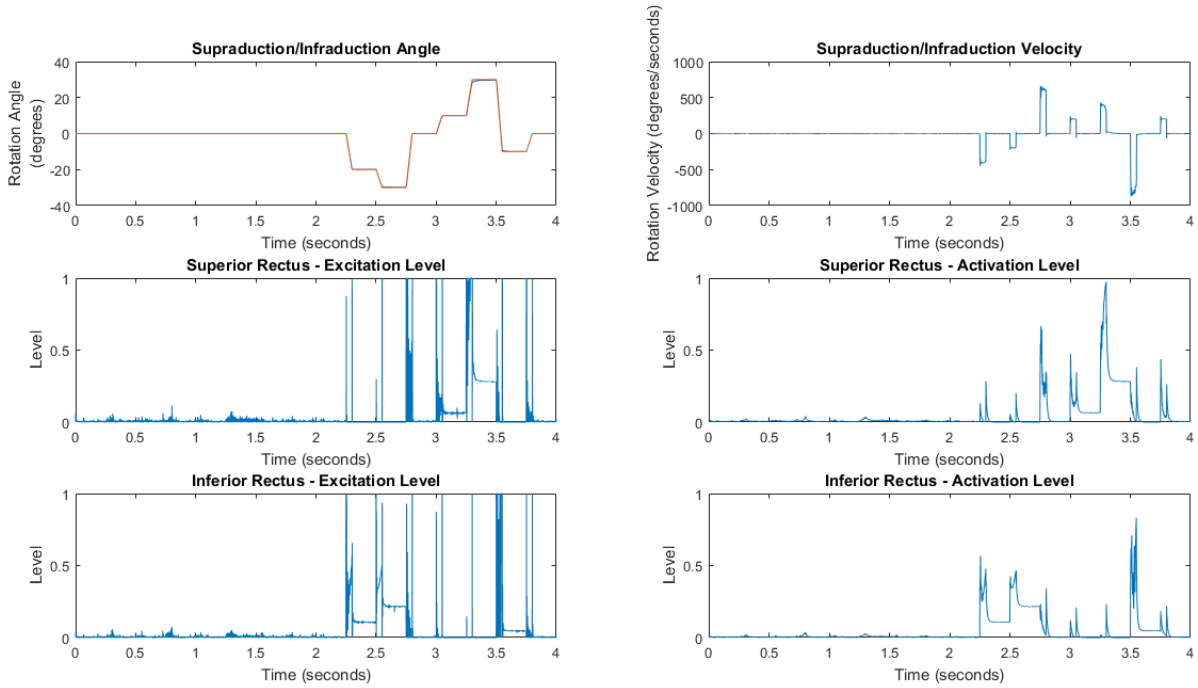 Supraduction/Infraduction Angle
Rotation Angle
(degrees)
40
20
0
-20
-40
0 0.5 1 1.5 2 2.5 3 3.5 4
Time (seconds)
Supraduction/Infraduction Velocity
Rotation Velocity (degrees/seconds)
1000
500
0
-500
-1000
0 0.5 1 1.5 2 2.5 3 3.5 4
Time (seconds)
Superior Rectus - Excitation Level
Level
1
0.5
0
0 0.5 1 1.5 2 2.5 3 3.5 4
Time (seconds)
Superior Rectus - Activation Level
Level
1
0.5
0
0 0.5 1 1.5 2 2.5 3 3.5 4
Time (seconds)
Inferior Rectus - Excitation Level
Level
1
0.5
0
0 0.5 1 1.5 2 2.5 3 3.5 4
Time (seconds)
Inferior Rectus - Activation Level
Level
1
0.5
0
0 0.5 1 1.5 2 2.5 3 3.5 4
Time (seconds)